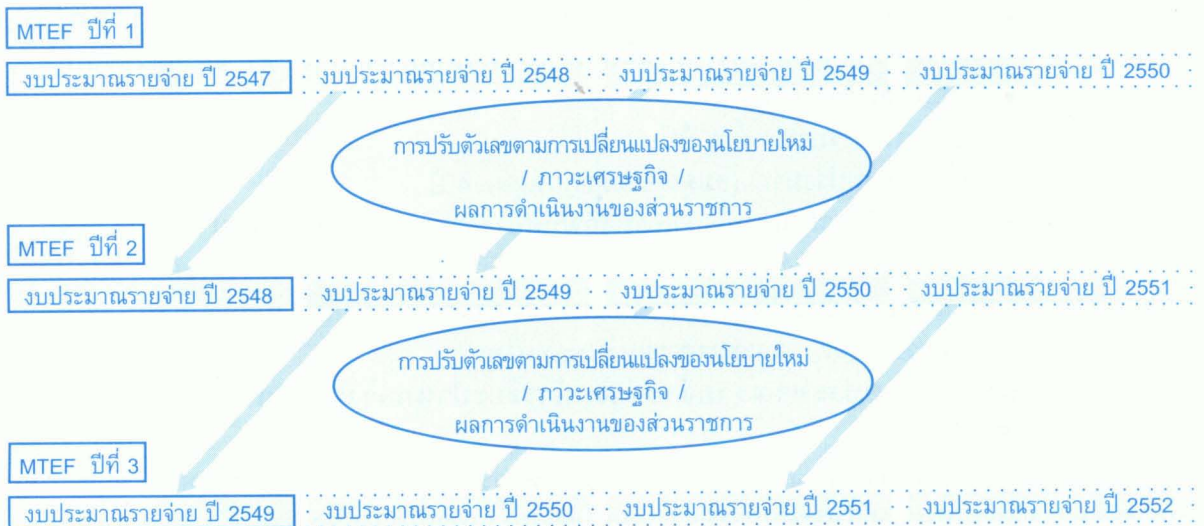 MTEF ปีที่ 1
งบประมาณรายจ่าย ปี 2547 งบประมาณรายจ่าย ปี 2548 งบประมาณรายจ่าย ปี 2549 งบประมาณรายจ่าย ปี 2550
การปรับตัวเลขตามการเปลี่ยนแปลงของนโยบายใหม่
/ ภาวะเศรษฐกิจ /
ผลการดำเนินงานของส่วนราชการ
MTEF ปีที่ 2
งบประมาณรายจ่าย ปี 2548 งบประมาณรายจ่าย ปี 2549 งบประมาณรายจ่าย ปี 2550 งบประมาณรายจ่าย ปี 2551
การปรับตัวเลขตามการเปลี่ยนแปลงของนโยบายใหม่
/ ภาวะเศรษฐกิจ /
ผลการดำเนินงานของส่วนราชการ
MTEF ปีที่ 3
งบประมาณรายจ่าย ปี 2549 งบประมาณรายจ่าย ปี 2550 งบประมาณรายจ่าย ปี 2551 งบประมาณรายจ่าย ปี 2552